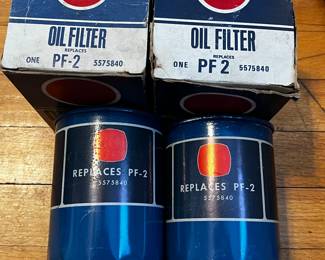 OIL FILTER
REPLACES
ONE PF-2 5575840
OIL FILTER
REPLACES
ONE PF 2 5575840
REPLACES PF-2
5575840
REPLACES PF-2
5575840